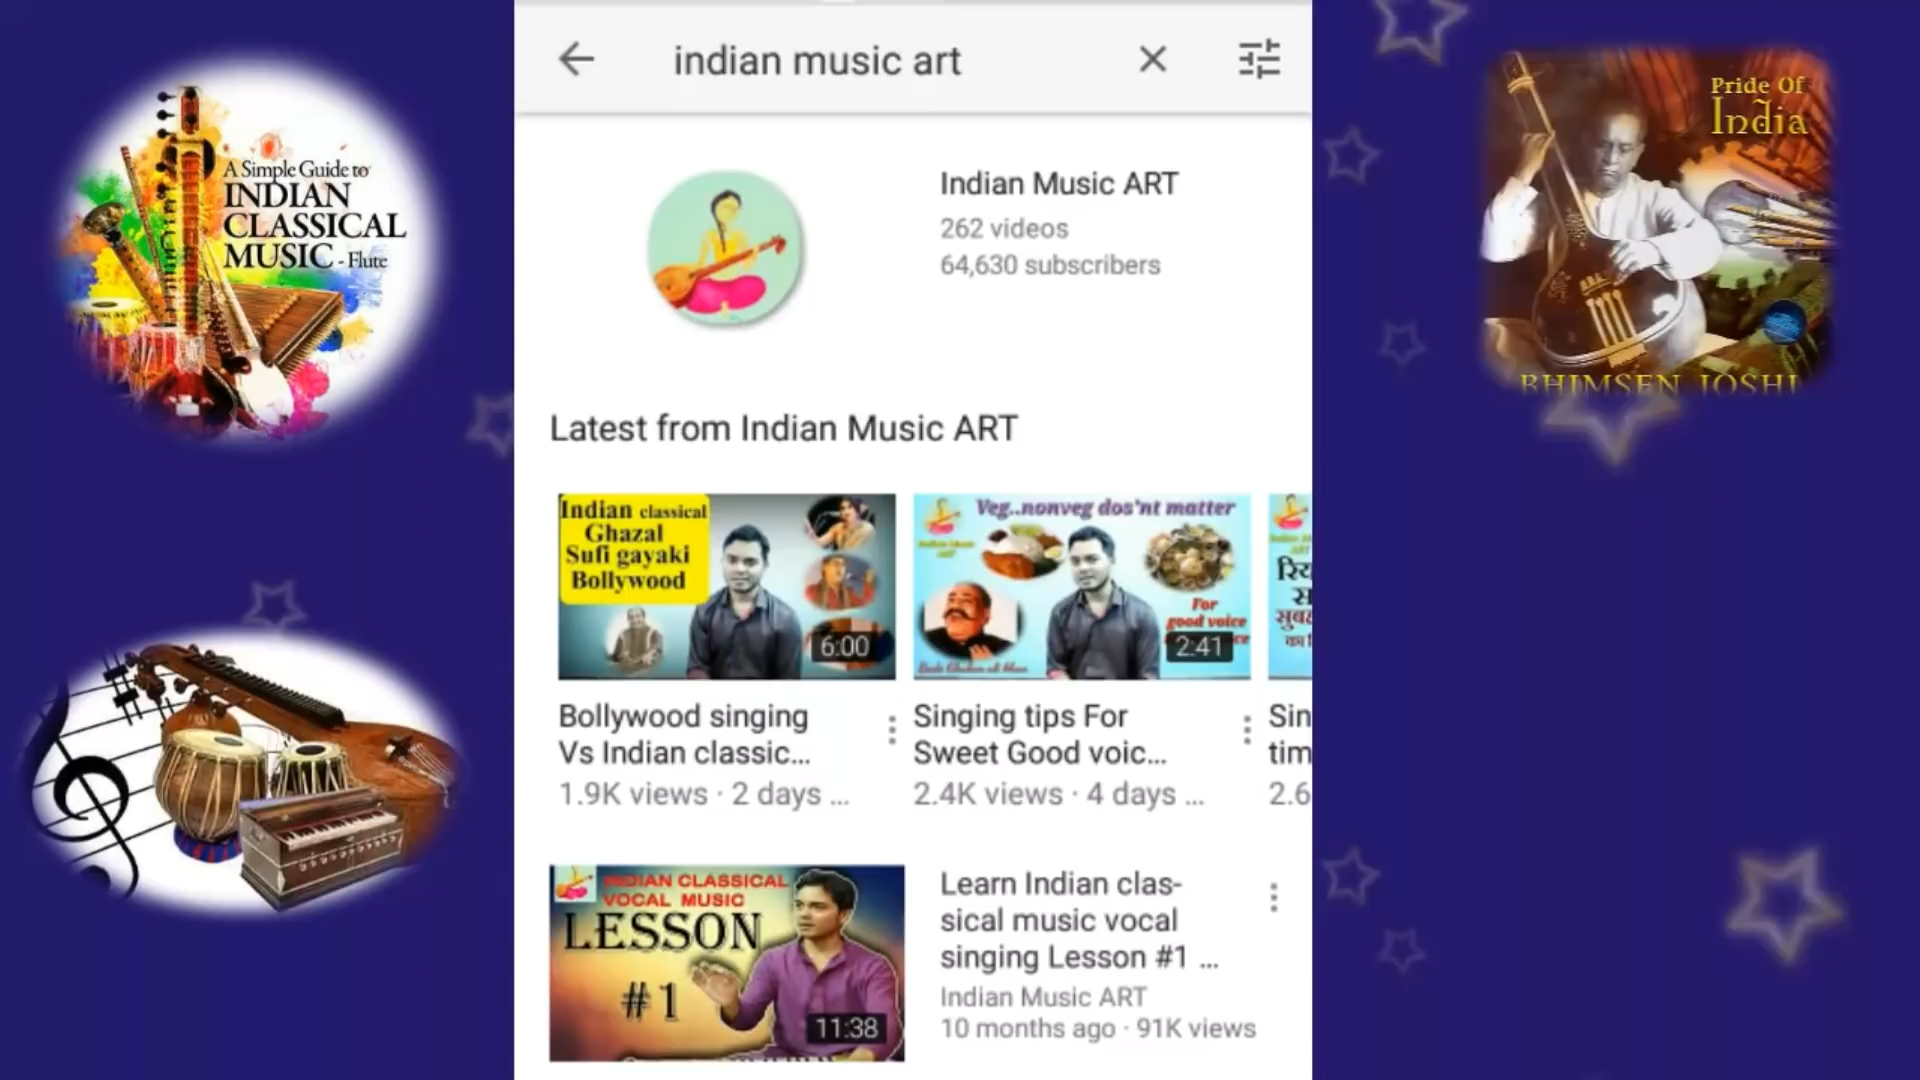 A Simple Guide to
INDIAN
CLASSICAL
MUSIC - Flute
indian music art
Indian Music ART
262 videos
64,630 subscribers
Pride Of
India
BHIMSEN JOSHI
Latest from Indian Music ART
Indian classical
Ghazal
Sufi gayaki
Bollywood
6:00
Veg..nonveg dos'nt matter
For
good voice
2:41
Bollywood singing
Vs Indian classic...
1.9K views · 2 days ...
Singing tips For
Sweet Good voic...
2.4K views · 4 days ...
Sin
tim
2.6
INDIAN CLASSICAL
VOCAL MUSIC
LESSON
#1
11:38
Learn Indian clas-
sical music vocal
singing Lesson #1 ...
Indian Music ART
10 months ago · 91K views